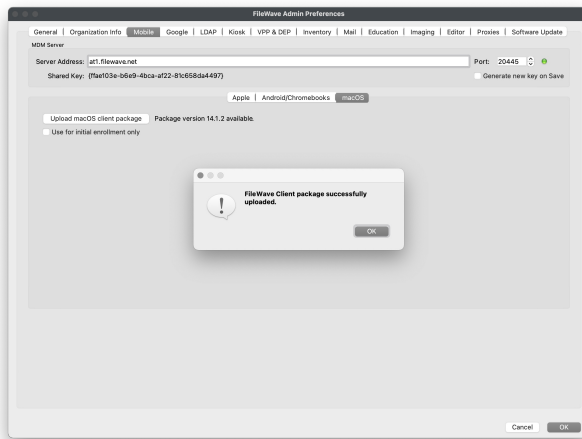 FileWave Admin Preferences
General | Organization Info | Mobile | Google | LDAP | Kiosk | VPP & DEP | Inventory | Mail | Education | Imaging | Editor | Proxies | Software Update
MDM Server
Server Address: at1.filewave.net Port: 20445
Shared Key: {ffae103e-b6e9-4bca-af22-81c658da4497} Generate new key on Save
Apple | Android/Chromebooks | macOS
Upload macOS client package Package version 14.1.2 available.
Use for initial enrollment only
FileWave Client package successfully
uploaded.
OK
Cancel OK